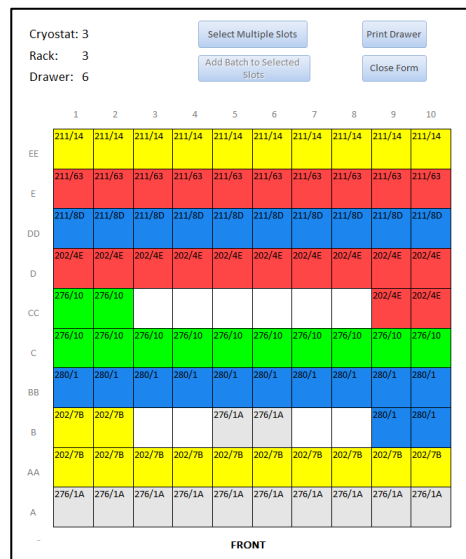 Cryostat: 3
Select Multiple Slots
Print Drawer
Rack: 3
Add Batch to Selected
Slots
Close Form
Drawer: 6
1 2 3 4 5 6 7 8 9 10
EE 211/14 211/14 211/14 211/14 211/14 211/14 211/14 211/14 211/14 211/14
E 211/63 211/63 211/63 211/63 211/63 211/63 211/63 211/63 211/63 211/63
DD 211/8D 211/8D 211/8D 211/8D 211/8D 211/8D 211/8D 211/8D 211/8D 211/8D
D 202/4E 202/4E 202/4E 202/4E 202/4E 202/4E 202/4E 202/4E 202/4E 202/4E
CC 276/10 276/10 202/4E 202/4E
C 276/10 276/10 276/10 276/10 276/10 276/10 276/10 276/10 276/10 276/10
BB 280/1 280/1 280/1 280/1 280/1 280/1 280/1 280/1 280/1 280/1
B 202/7B 202/7B 276/1A 276/1A 280/1 280/1
AA 202/7B 202/7B 202/7B 202/7B 202/7B 202/7B 202/7B 202/7B 202/7B 202/7B
A 276/1A 276/1A 276/1A 276/1A 276/1A 276/1A 276/1A 276/1A 276/1A 276/1A
FRONT